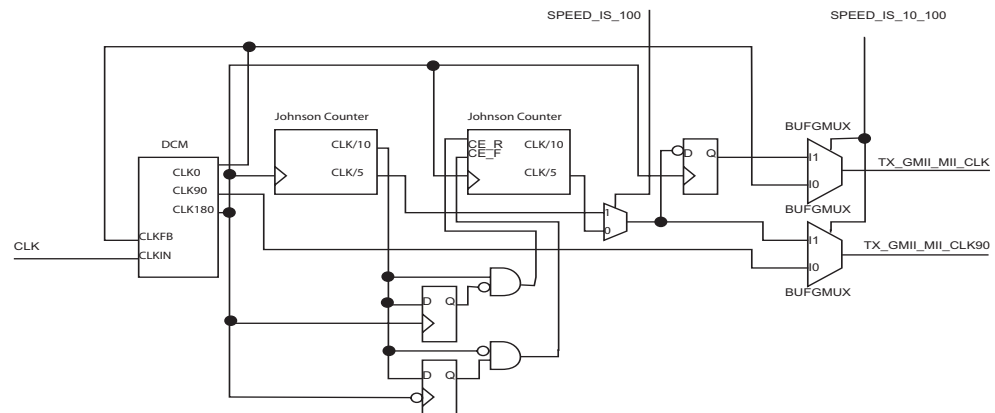 SPEED_IS_100
SPEED_IS_10_100
Johnson Counter
Johnson Counter
BUFGMUX
DCM
CLK/10
CE_R
CLK/10
D
Q
I1
TX_GMII_MII_CLK
CE_F
CLK0
CLK/5
CLK/5
I0
CLK90
BUFGMUX
CLK180
1
0
CLK
CLKFB
I1
TX_GMII_MII_CLK90
CLKIN
I0
BUFGMUX
D
Q
D
Q